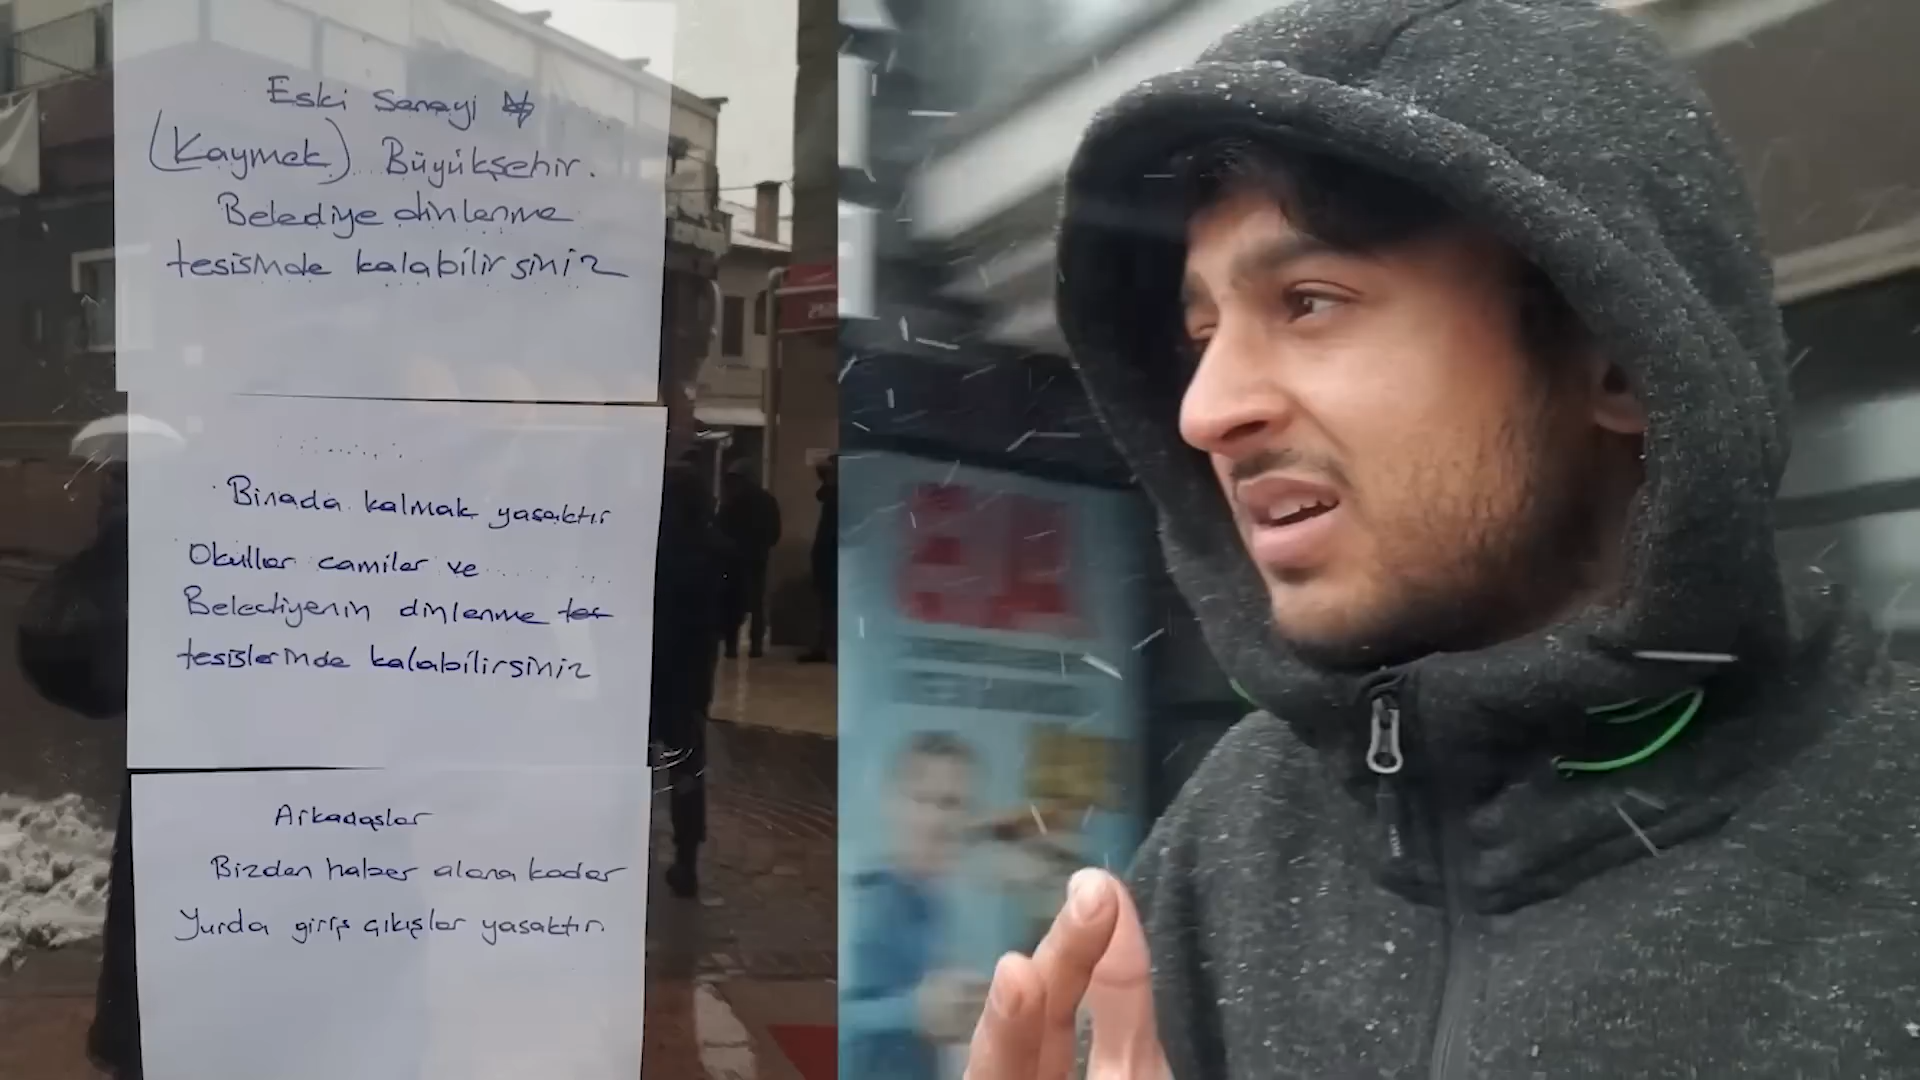 Eski Sanayi
(Kaymek) Büyükşehir.
Belediye dinlenme
tesisinde kalabilirsiniz
Binada kalmak yasaktır
Okullar camiler ve
Belediyenin dinlenme tes
tesislerinde kalabilirsiniz
Arkadaşlar
Bizden haber alana kadar
Yurda giriş çıkışlar yasaktır.